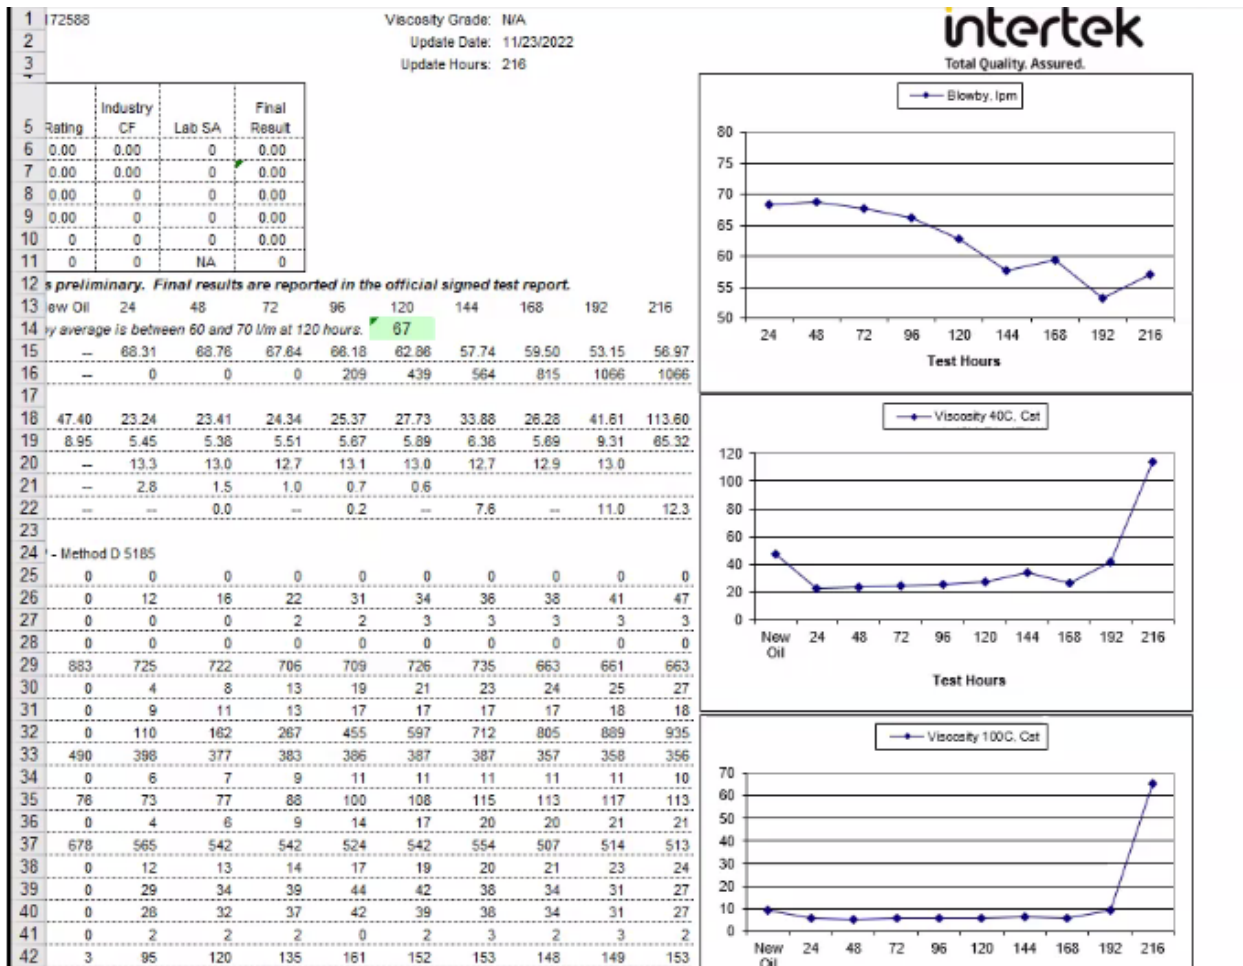 1 172588 Viscosity Grade: N/A
2 Update Date: 11/23/2022
3 Update Hours: 216
4
intertek
Total Quality. Assured.
5 Rating Industry CF Lab SA Final Result
6 0.00 0.00 0 0.00
7 0.00 0.00 0 0.00
8 0.00 0 0 0.00
9 0.00 0 0 0.00
10 0 0 0 0.00
11 0 0 NA 0
12 s preliminary. Final results are reported in the official signed test report.
13 ew Oil 24 48 72 96 120 144 168 192 216
14 y average is between 60 and 70 l/m at 120 hours. 67
15 -- 68.31 68.76 67.64 66.18 62.86 57.74 59.50 53.15 56.97
16 -- 0 0 0 209 439 564 815 1066 1066
17
18 47.40 23.24 23.41 24.34 25.37 27.73 33.88 26.28 41.61 113.60
19 8.95 5.45 5.38 5.51 5.67 5.89 6.38 5.69 9.31 65.32
20 -- 13.3 13.0 12.7 13.1 13.0 12.7 12.9 13.0
21 -- 2.8 1.5 1.0 0.7 0.6
22 -- -- 0.0 -- 0.2 -- 7.6 -- 11.0 12.3
23
24 - Method D 5185
25 0 0 0 0 0 0 0 0 0 0
26 0 12 16 22 31 34 36 38 41 47
27 0 0 0 2 2 3 3 3 3 3
28 0 0 0 0 0 0 0 0 0 0
29 883 725 722 706 709 726 735 663 661 663
30 0 4 8 13 19 21 23 24 25 27
31 0 9 11 13 17 17 17 17 18 18
32 0 110 162 267 455 597 712 805 889 935
33 490 398 377 383 386 387 387 357 358 356
34 0 6 7 9 11 11 11 11 11 10
35 76 73 77 88 100 108 115 113 117 113
36 0 4 6 9 14 17 20 20 21 21
37 678 565 542 542 524 542 554 507 514 513
38 0 12 13 14 17 19 20 21 23 24
39 0 29 34 39 44 42 38 34 31 27
40 0 28 32 37 42 39 38 34 31 27
41 0 2 2 2 0 2 3 2 3 2
42 3 95 120 135 161 152 153 148 149 153
Blowby, lpm
80
75
70
65
60
55
50
24 48 72 96 120 144 168 192 216
Test Hours
Viscosity 40C, Cst
120
100
80
60
40
20
0
New Oil 24 48 72 96 120 144 168 192 216
Test Hours
Viscosity 100C, Cst
70
60
50
40
30
20
10
0
New Oil 24 48 72 96 120 144 168 192 216